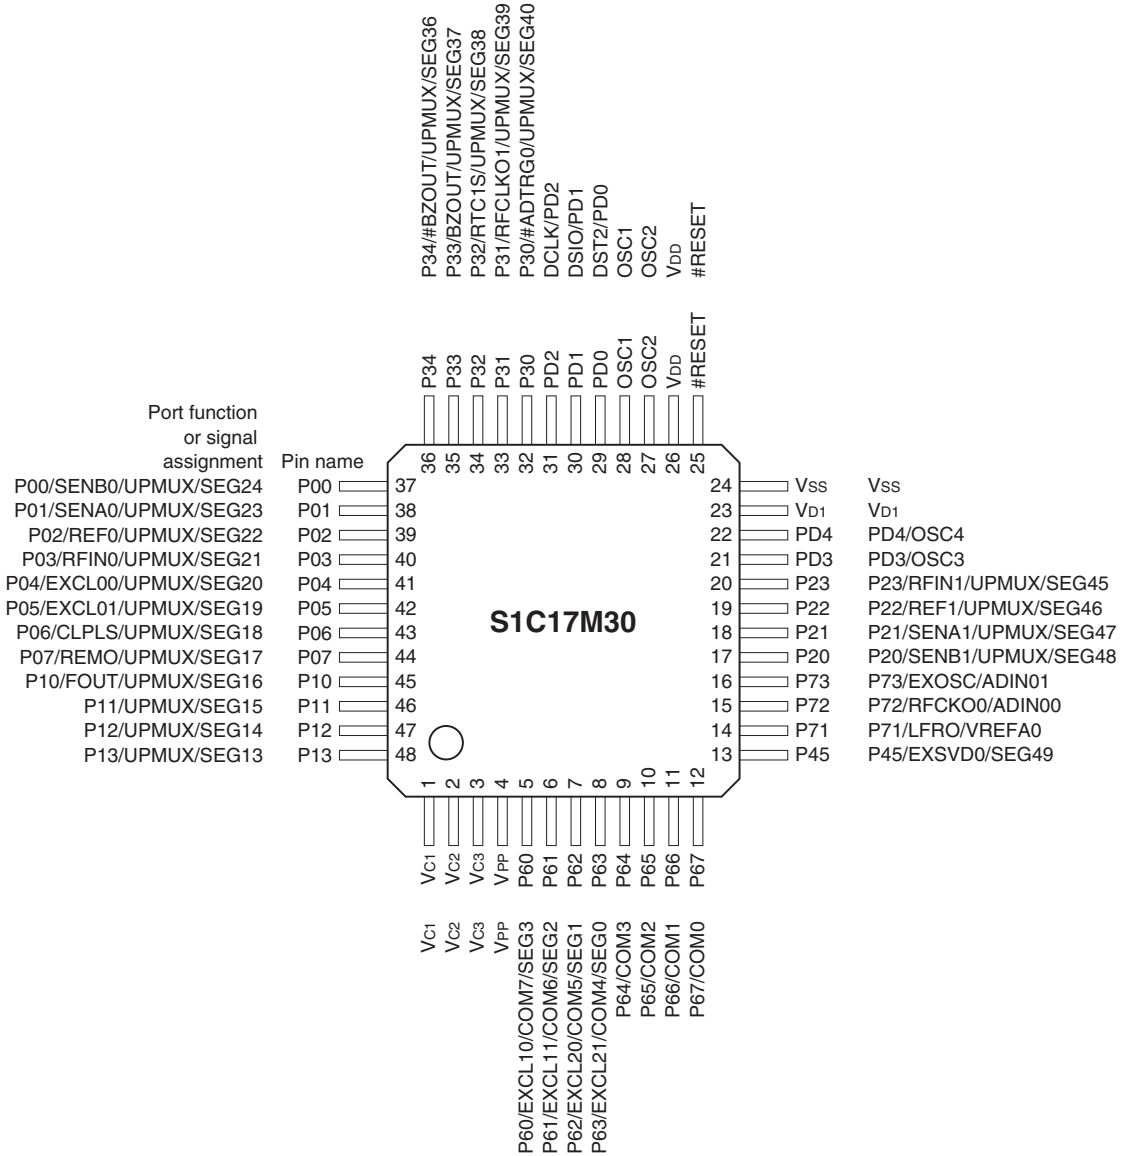 P34/#BZOUT/UPMUX/SEG36
P33/BZOUT/UPMUX/SEG37
P32/RTC1S/UPMUX/SEG38
P31/RFCLKO1/UPMUX/SEG39
P30/#ADTRG0/UPMUX/SEG40
DCLK/PD2
DSIO/PD1
DST2/PD0
OSC1
OSC2
VDD
#RESET
P34
P33
P32
P31
P30
PD2
PD1
PD0
OSC1
OSC2
VDD
#RESET
36
35
34
33
32
31
30
29
28
27
26
25
Port function
or signal
assignment
Pin name
P00/SENB0/UPMUX/SEG24 P00 37
P01/SENA0/UPMUX/SEG23 P01 38
P02/REF0/UPMUX/SEG22 P02 39
P03/RFIN0/UPMUX/SEG21 P03 40
P04/EXCL00/UPMUX/SEG20 P04 41
P05/EXCL01/UPMUX/SEG19 P05 42
P06/CLPLS/UPMUX/SEG18 P06 43
P07/REMO/UPMUX/SEG17 P07 44
P10/FOUT/UPMUX/SEG16 P10 45
P11/UPMUX/SEG15 P11 46
P12/UPMUX/SEG14 P12 47
P13/UPMUX/SEG13 P13 48
S1C17M30
24 VSS VSS
23 VD1 VD1
22 PD4 PD4/OSC4
21 PD3 PD3/OSC3
20 P23 P23/RFIN1/UPMUX/SEG45
19 P22 P22/REF1/UPMUX/SEG46
18 P21 P21/SENA1/UPMUX/SEG47
17 P20 P20/SENB1/UPMUX/SEG48
16 P73 P73/EXOSC/ADIN01
15 P72 P72/RFCKO0/ADIN00
14 P71 P71/LFRO/VREFA0
13 P45 P45/EXSVD0/SEG49
1
2
3
4
5
6
7
8
9
10
11
12
VC1
VC2
VC3
VPP
P60
P61
P62
P63
P64
P65
P66
P67
VC1
VC2
VC3
VPP
P60/EXCL10/COM7/SEG3
P61/EXCL11/COM6/SEG2
P62/EXCL20/COM5/SEG1
P63/EXCL21/COM4/SEG0
P64/COM3
P65/COM2
P66/COM1
P67/COM0